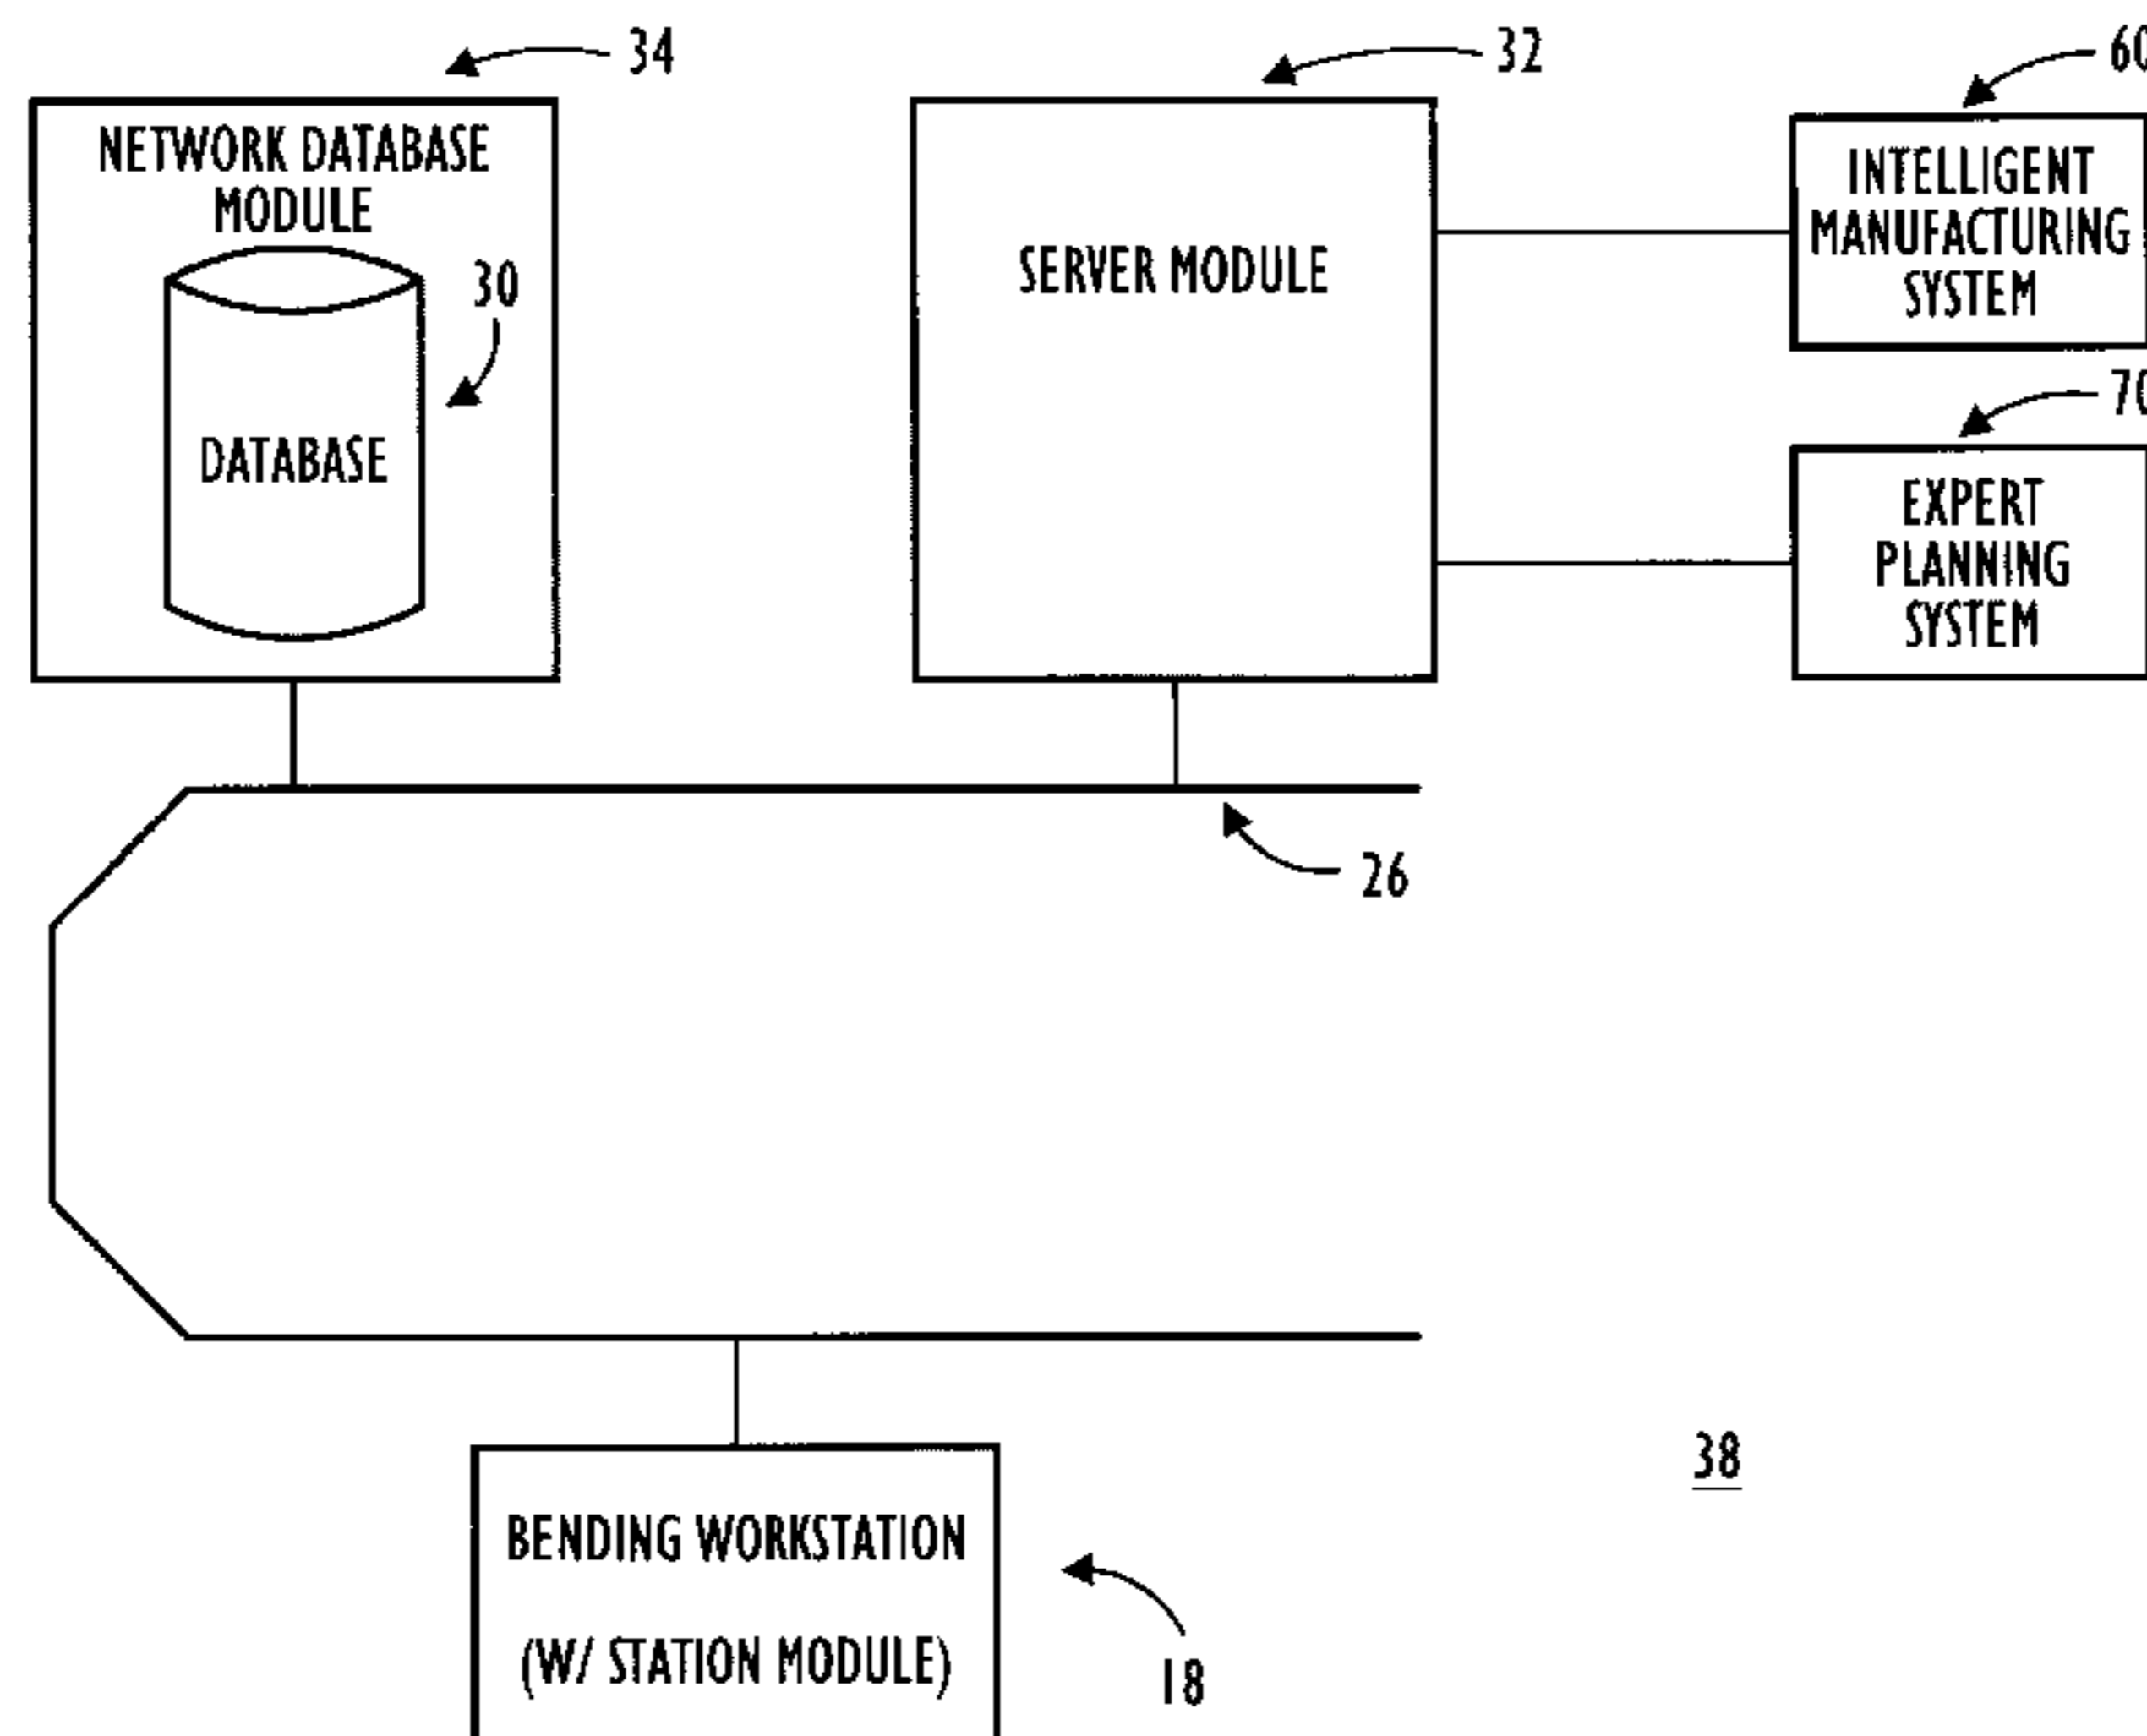 34
32
60
NETWORK DATABASE
MODULE
30
DATABASE
SERVER MODULE
INTELLIGENT
MANUFACTURING
SYSTEM
70
EXPERT
PLANNING
SYSTEM
26
38
BENDING WORKSTATION
(W/ STATION MODULE)
18